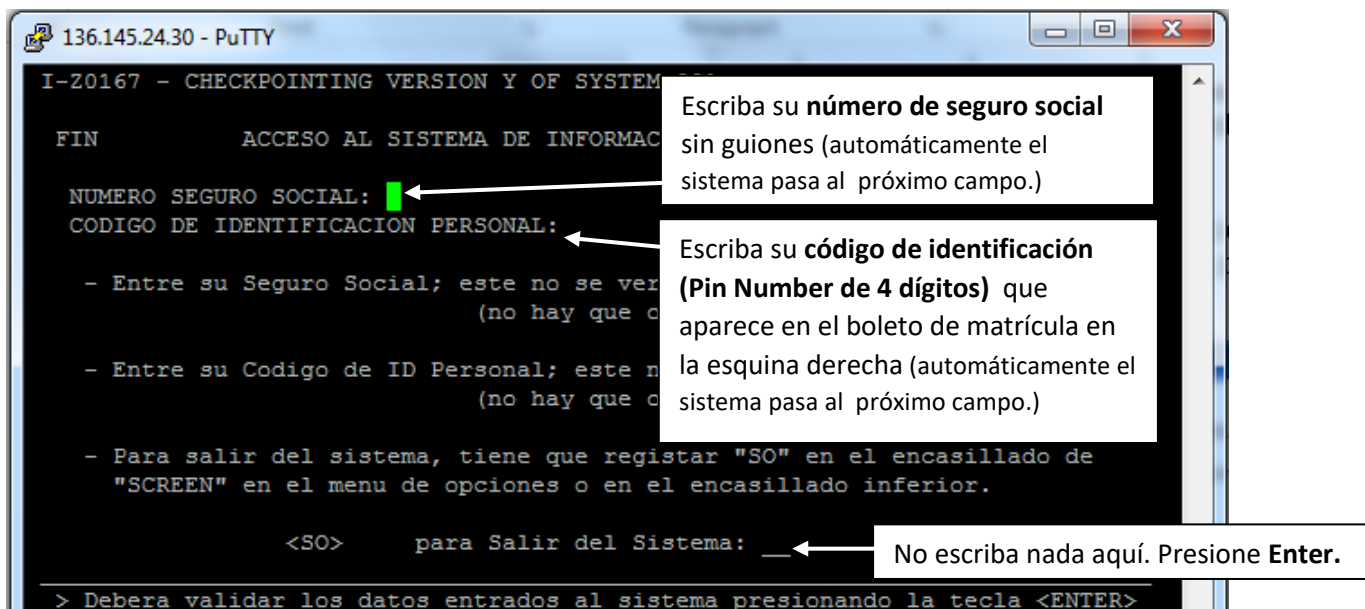 136.145.24.30 - PuTTY
I-Z0167 - CHECKPOINTING VERSION Y OF SYSTEM
FIN ACCESO AL SISTEMA DE INFORMAC
NUMERO SEGURO SOCIAL:
CODIGO DE IDENTIFICACION PERSONAL:
- Entre su Seguro Social; este no se ver
(no hay que
- Entre su Codigo de ID Personal; este n
(no hay que
- Para salir del sistema, tiene que registar "SO" en el encasillado de
"SCREEN" en el menu de opciones o en el encasillado inferior.
<SO> para Salir del Sistema: __
> Debera validar los datos entrados al sistema presionando la tecla <ENTER>
Escriba su número de seguro social
sin guiones (automáticamente el
sistema pasa al próximo campo.)
Escriba su código de identificación
(Pin Number de 4 dígitos) que
aparece en el boleto de matrícula en
la esquina derecha (automáticamente el
sistema pasa al próximo campo.)
No escriba nada aquí. Presione Enter.